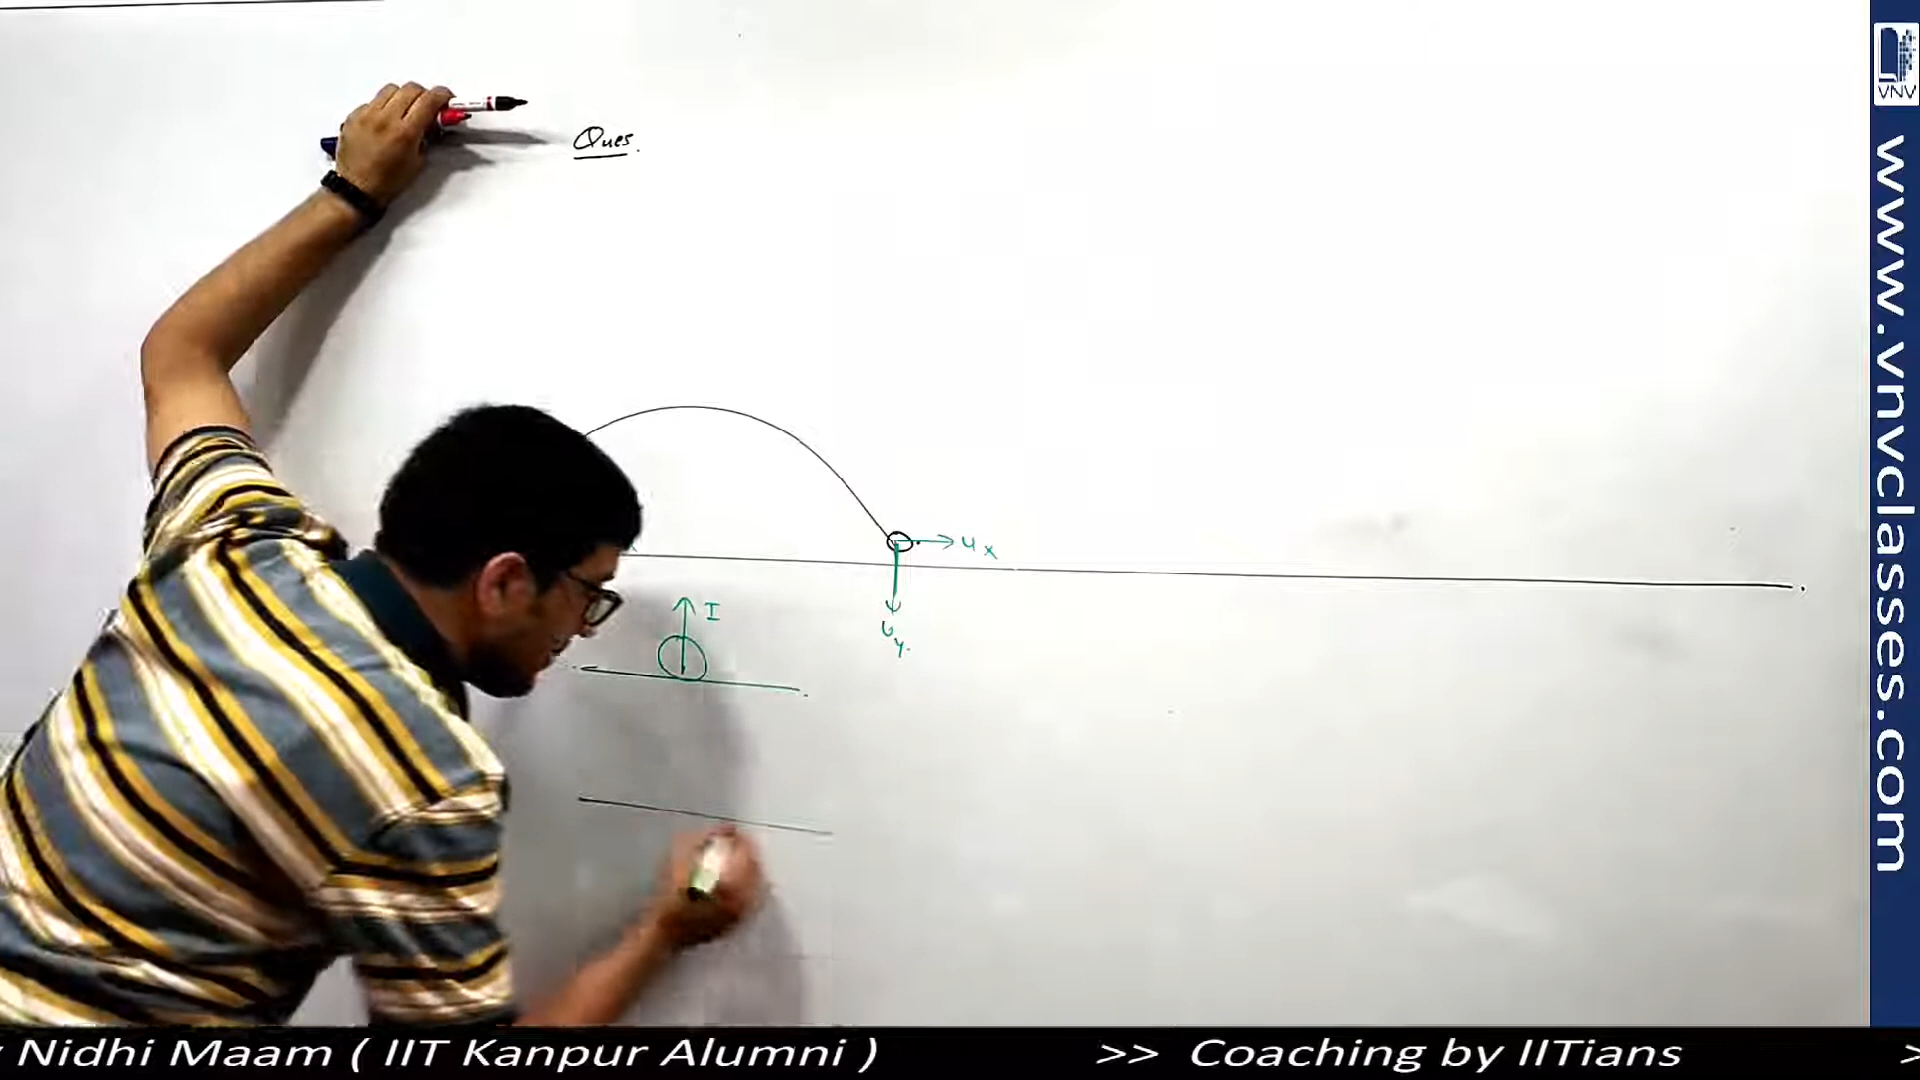 Ques.
u x
I
y.
VNV
www.vnvclasses.com
Nidhi Maam ( IIT Kanpur Alumni )
>> Coaching by IITians